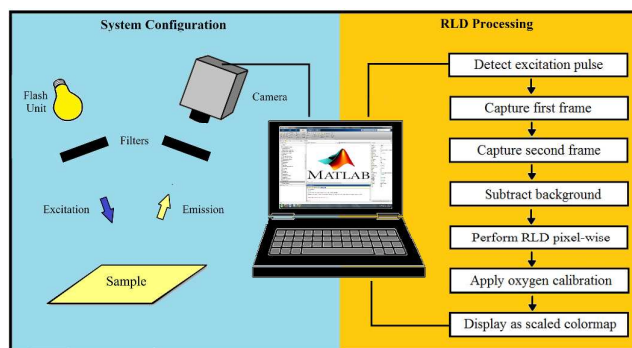 System Configuration
RLD Processing
Flash
Unit
Camera
Filters
Excitation
Emission
Sample
MATLAB
Detect excitation pulse
Capture first frame
Capture second frame
Subtract background
Perform RLD pixel-wise
Apply oxygen calibration
Display as scaled colormap